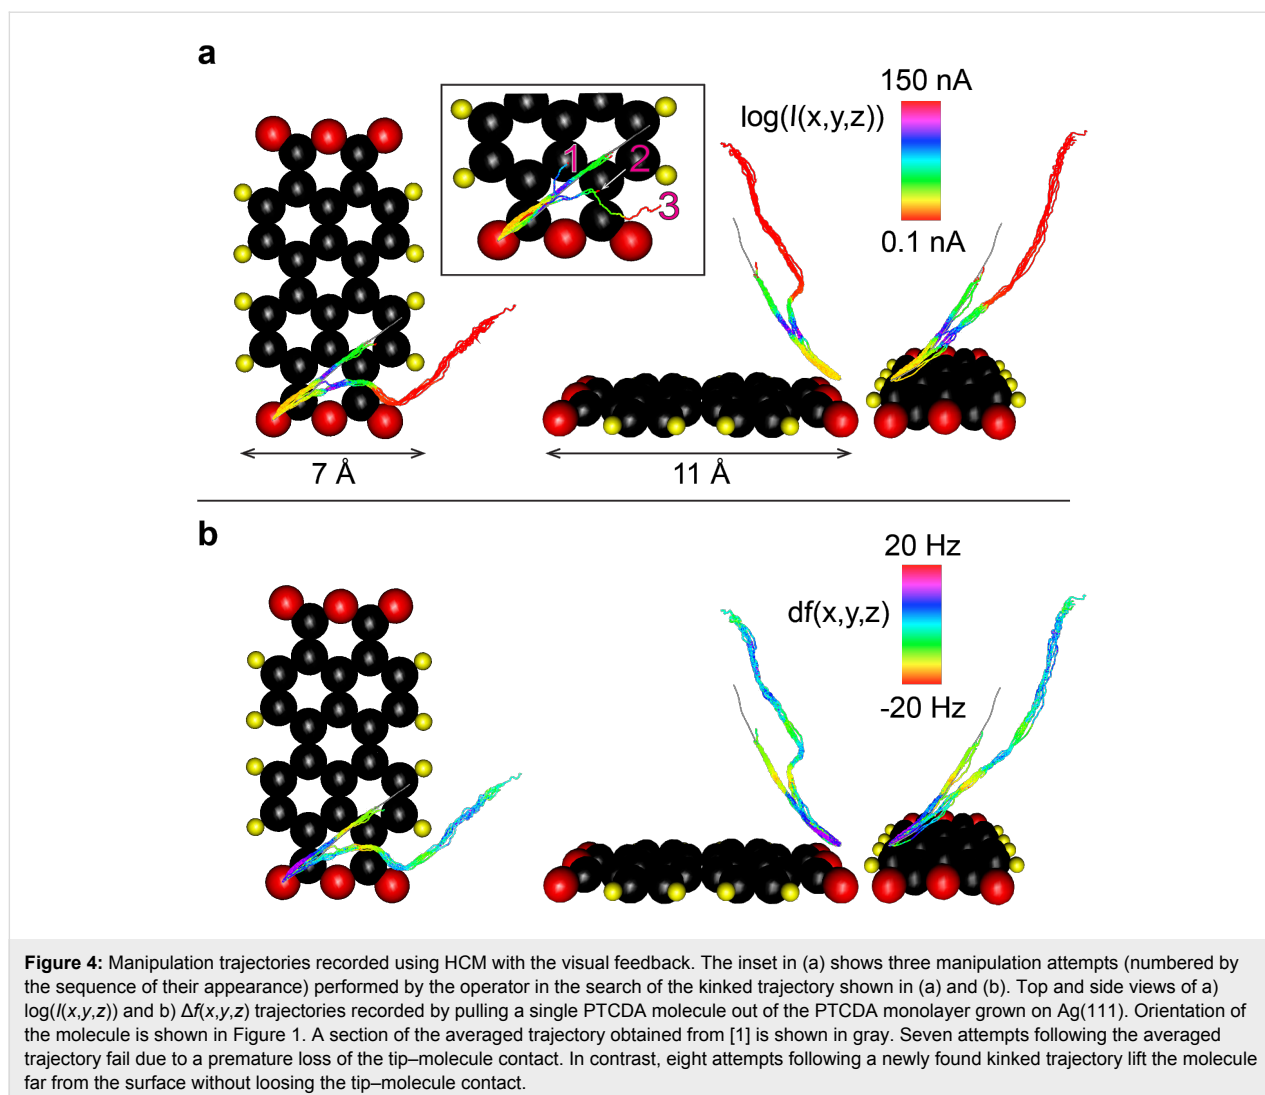 a
150 nA
log(I(x,y,z))
0.1 nA
1
2
3
7 Å
11 Å
b
20 Hz
df(x,y,z)
-20 Hz
Figure 4: Manipulation trajectories recorded using HCM with the visual feedback. The inset in (a) shows three manipulation attempts (numbered by
the sequence of their appearance) performed by the operator in the search of the kinked trajectory shown in (a) and (b). Top and side views of a)
log(I(x,y,z)) and b) Δf(x,y,z) trajectories recorded by pulling a single PTCDA molecule out of the PTCDA monolayer grown on Ag(111). Orientation of
the molecule is shown in Figure 1. A section of the averaged trajectory obtained from [1] is shown in gray. Seven attempts following the averaged
trajectory fail due to a premature loss of the tip–molecule contact. In contrast, eight attempts following a newly found kinked trajectory lift the molecule
far from the surface without loosing the tip–molecule contact.